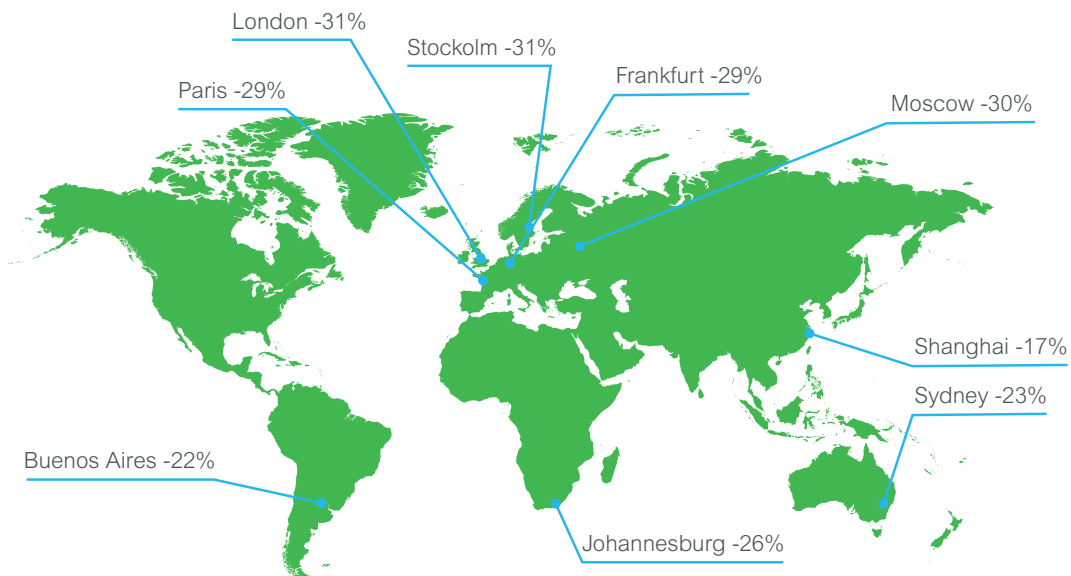 London -31%
Stockolm -31%
Frankfurt -29%
Paris -29%
Moscow -30%
Shanghai -17%
Sydney -23%
Buenos Aires -22%
Johannesburg -26%